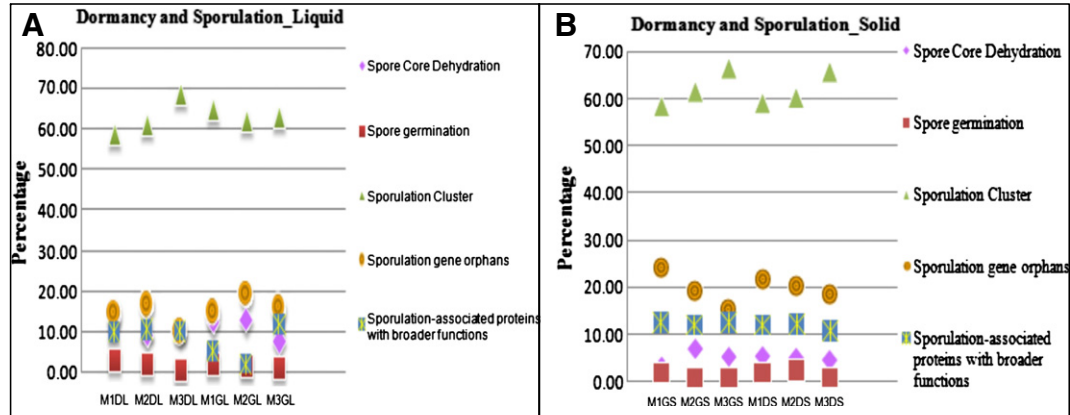 A
Dormancy and Sporulation_Liquid
80.00
70.00
60.00
50.00
40.00
30.00
20.00
10.00
0.00
Percentage
M1DL M2DL M3DL M1GL M2GL M3GL
Spore Core Dehydration
Spore germination
Sporulation Cluster
Sporulation gene orphans
Sporulation-associated proteins
with broader functions
B
Dormancy and Sporulation_Solid
70.00
60.00
50.00
40.00
30.00
20.00
10.00
0.00
Percentage
M1GS M2GS M3GS M1DS M2DS M3DS
Spore Core Dehydration
Spore germination
Sporulation Cluster
Sporulation gene orphans
Sporulation-associated
proteins with broader
functions